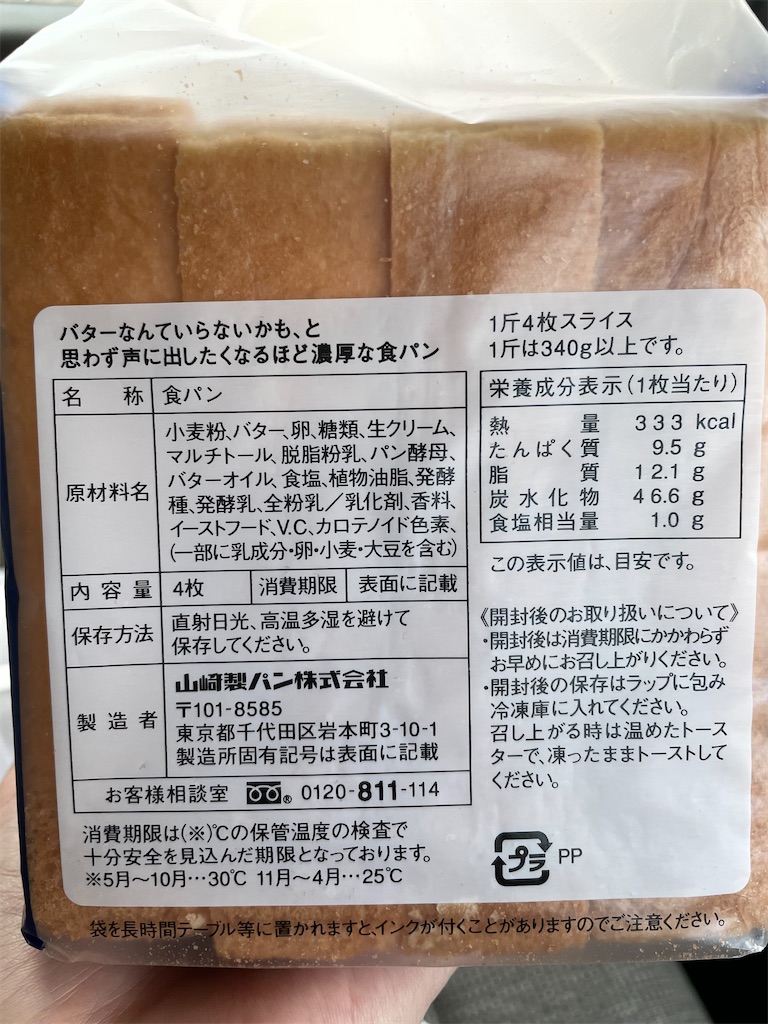 バターなんていらないかも、と
思わず声に出したくなるほど濃厚な食パン
名 称 食パン
原材料名
小麦粉、バター、卵、糖類、生クリーム、
マルチトール、脱脂粉乳、パン酵母、
バターオイル、食塩、植物油脂、発酵
種、発酵乳、全粉乳／乳化剤、香料、
イーストフード、V.C、カロテノイド色素、
(一部に乳成分・卵・小麦・大豆を含む)
内容量 4枚 消費期限 表面に記載
保存方法
直射日光、高温多湿を避けて
保存してください。
製造者
山崎製パン株式会社
〒101-8585
東京都千代田区岩本町3-10-1
製造所固有記号は表面に記載
お客様相談室 ® 0120-811-114
消費期限は(※)℃の保管温度の検査で
十分安全を見込んだ期限となっております。
※5月〜10月…30℃ 11月〜4月…25℃
1斤4枚スライス
1斤は340g以上です。
栄養成分表示(1枚当たり)
熱量 333 kcal
たんぱく質 9.5 g
脂質 12.1 g
炭水化物 46.6 g
食塩相当量 1.0 g
この表示値は、目安です。
《開封後のお取り扱いについて》
・開封後は消費期限にかかわらず
お早めにお召し上がりください。
・開封後の保存はラップに包み
冷凍庫に入れてください。
召し上がる時は温めたトース
ターで、凍ったままトーストして
ください。
プラ PP
袋を長時間テーブル等に置かれますと、インクが付くことがありますのでご注意ください。